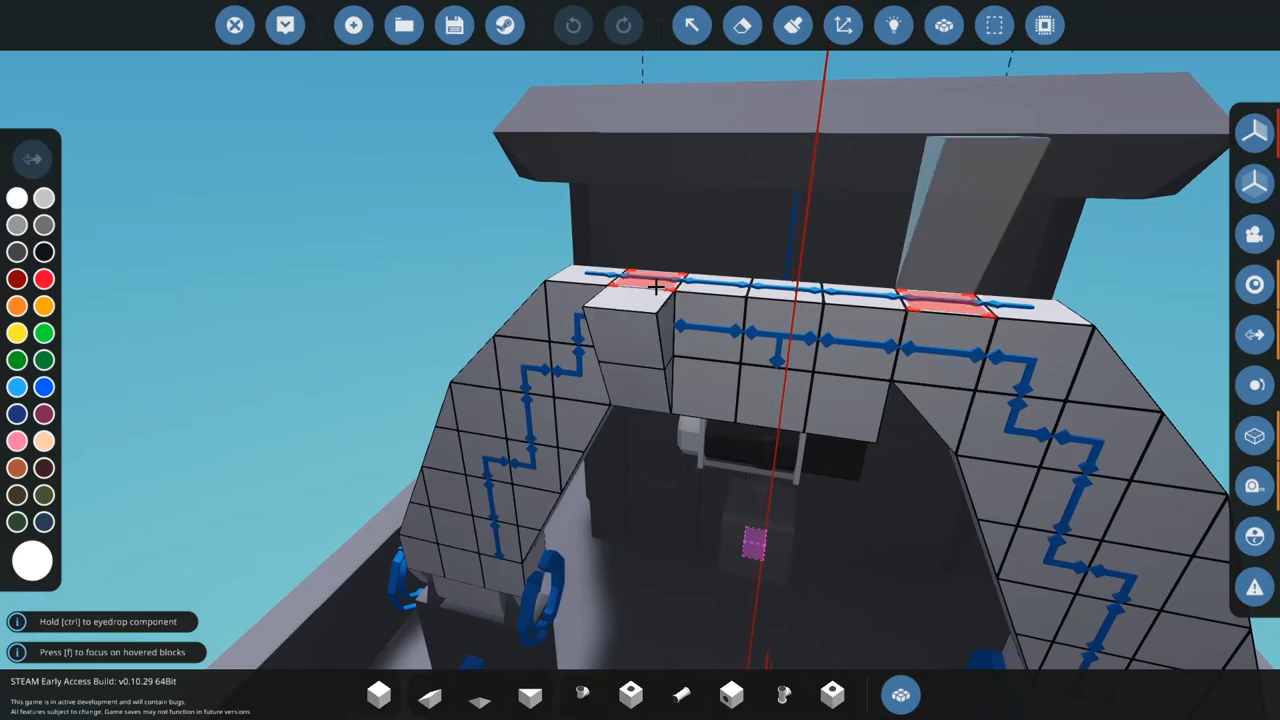 Hold [ctrl] to eyedrop component
Press [f] to focus on hovered blocks
STEAM Early Access Build: v0.10.29 64Bit
This game is in active development and will contain bugs.
All features subject to change. Game saves may not function in future versions.